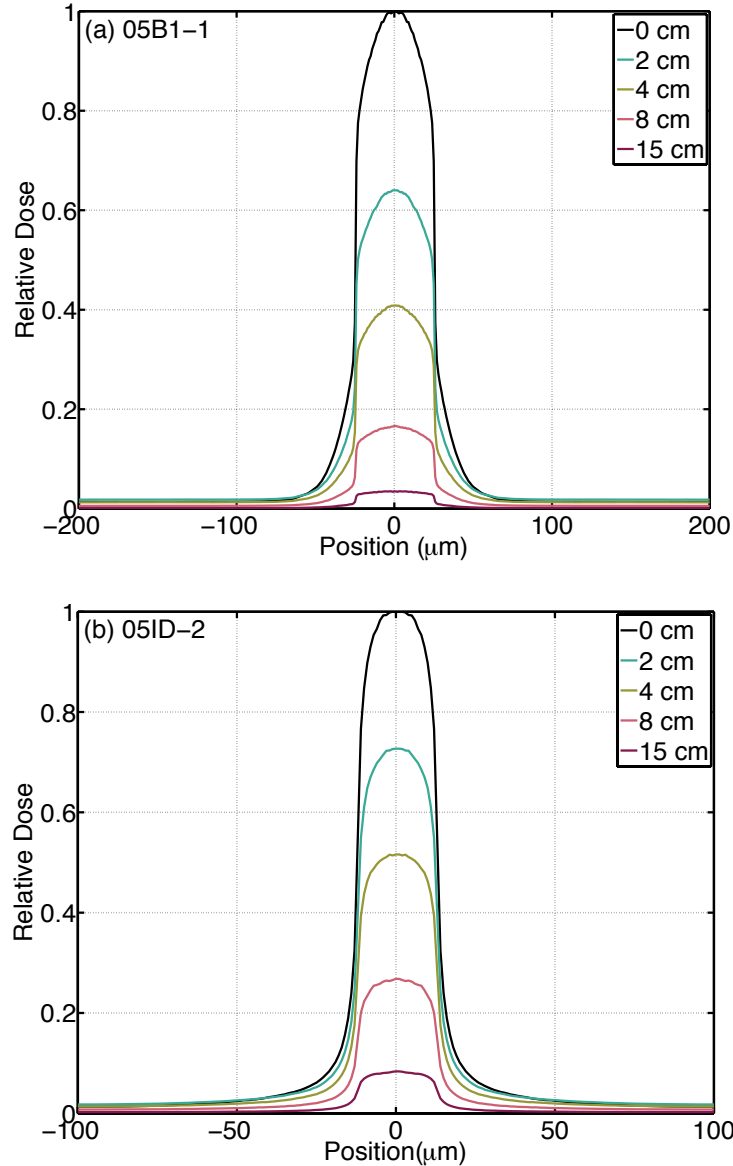 (a) 05B1−1
0 cm
2 cm
4 cm
8 cm
15 cm
1
0.8
0.6
0.4
0.2
0
Relative Dose
−200
−100
0
100
200
Position (μm)
(b) 05ID−2
0 cm
2 cm
4 cm
8 cm
15 cm
1
0.8
0.6
0.4
0.2
0
Relative Dose
−100
−50
0
50
100
Position(μm)